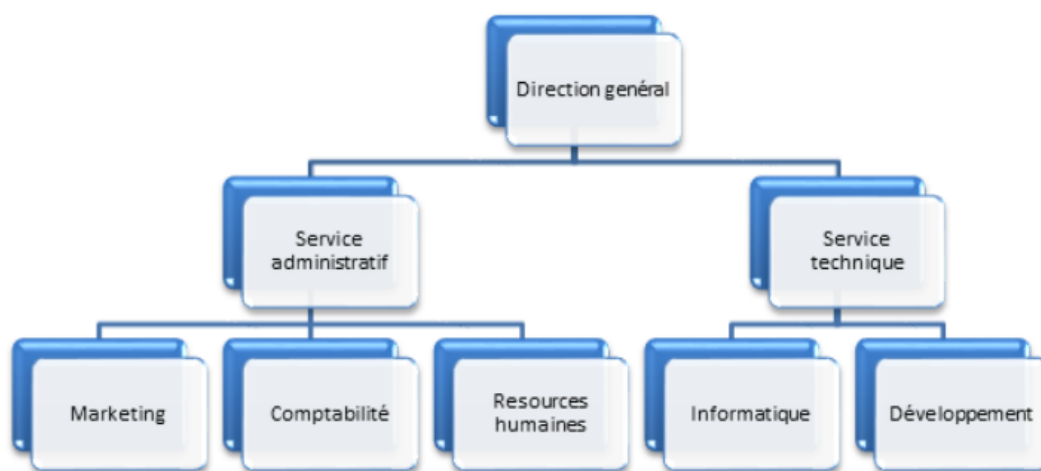 Direction genéral
Service
administratif
Service
technique
Marketing
Comptabilité
Resources
humaines
Informatique
Développement